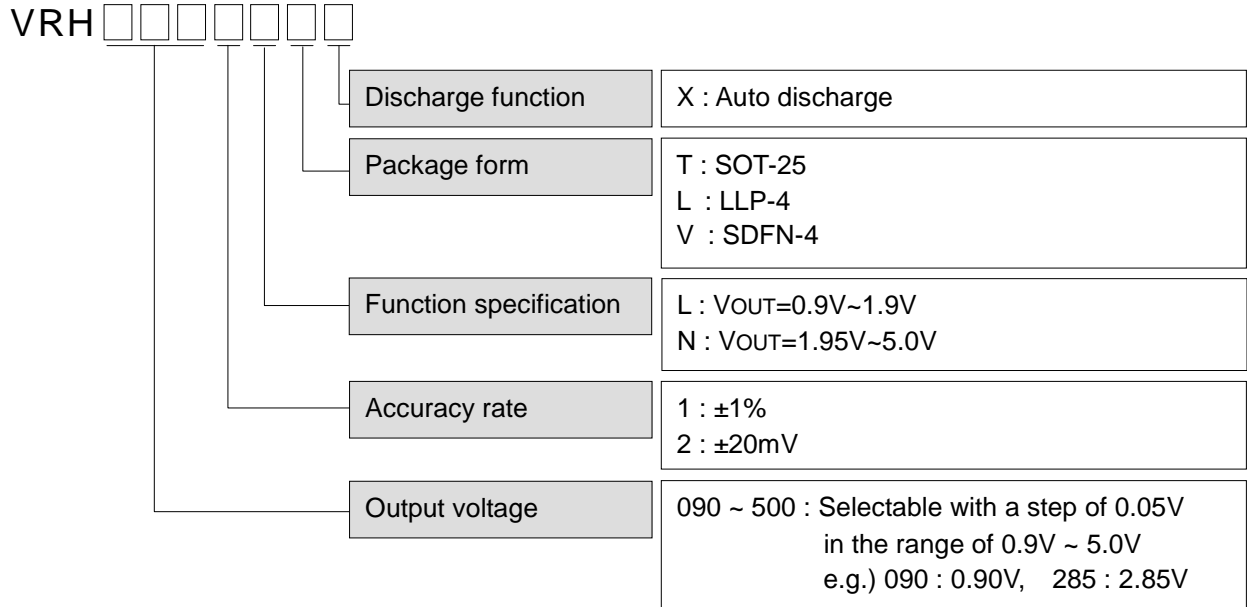 VRH
Discharge function
X : Auto discharge
Package form
T : SOT-25
L : LLP-4
V : SDFN-4
Function specification
L : VOUT=0.9V~1.9V
N : VOUT=1.95V~5.0V
Accuracy rate
1 : ±1%
2 : ±20mV
Output voltage
090 ~ 500 : Selectable with a step of 0.05V
in the range of 0.9V ~ 5.0V
e.g.) 090 : 0.90V, 285 : 2.85V